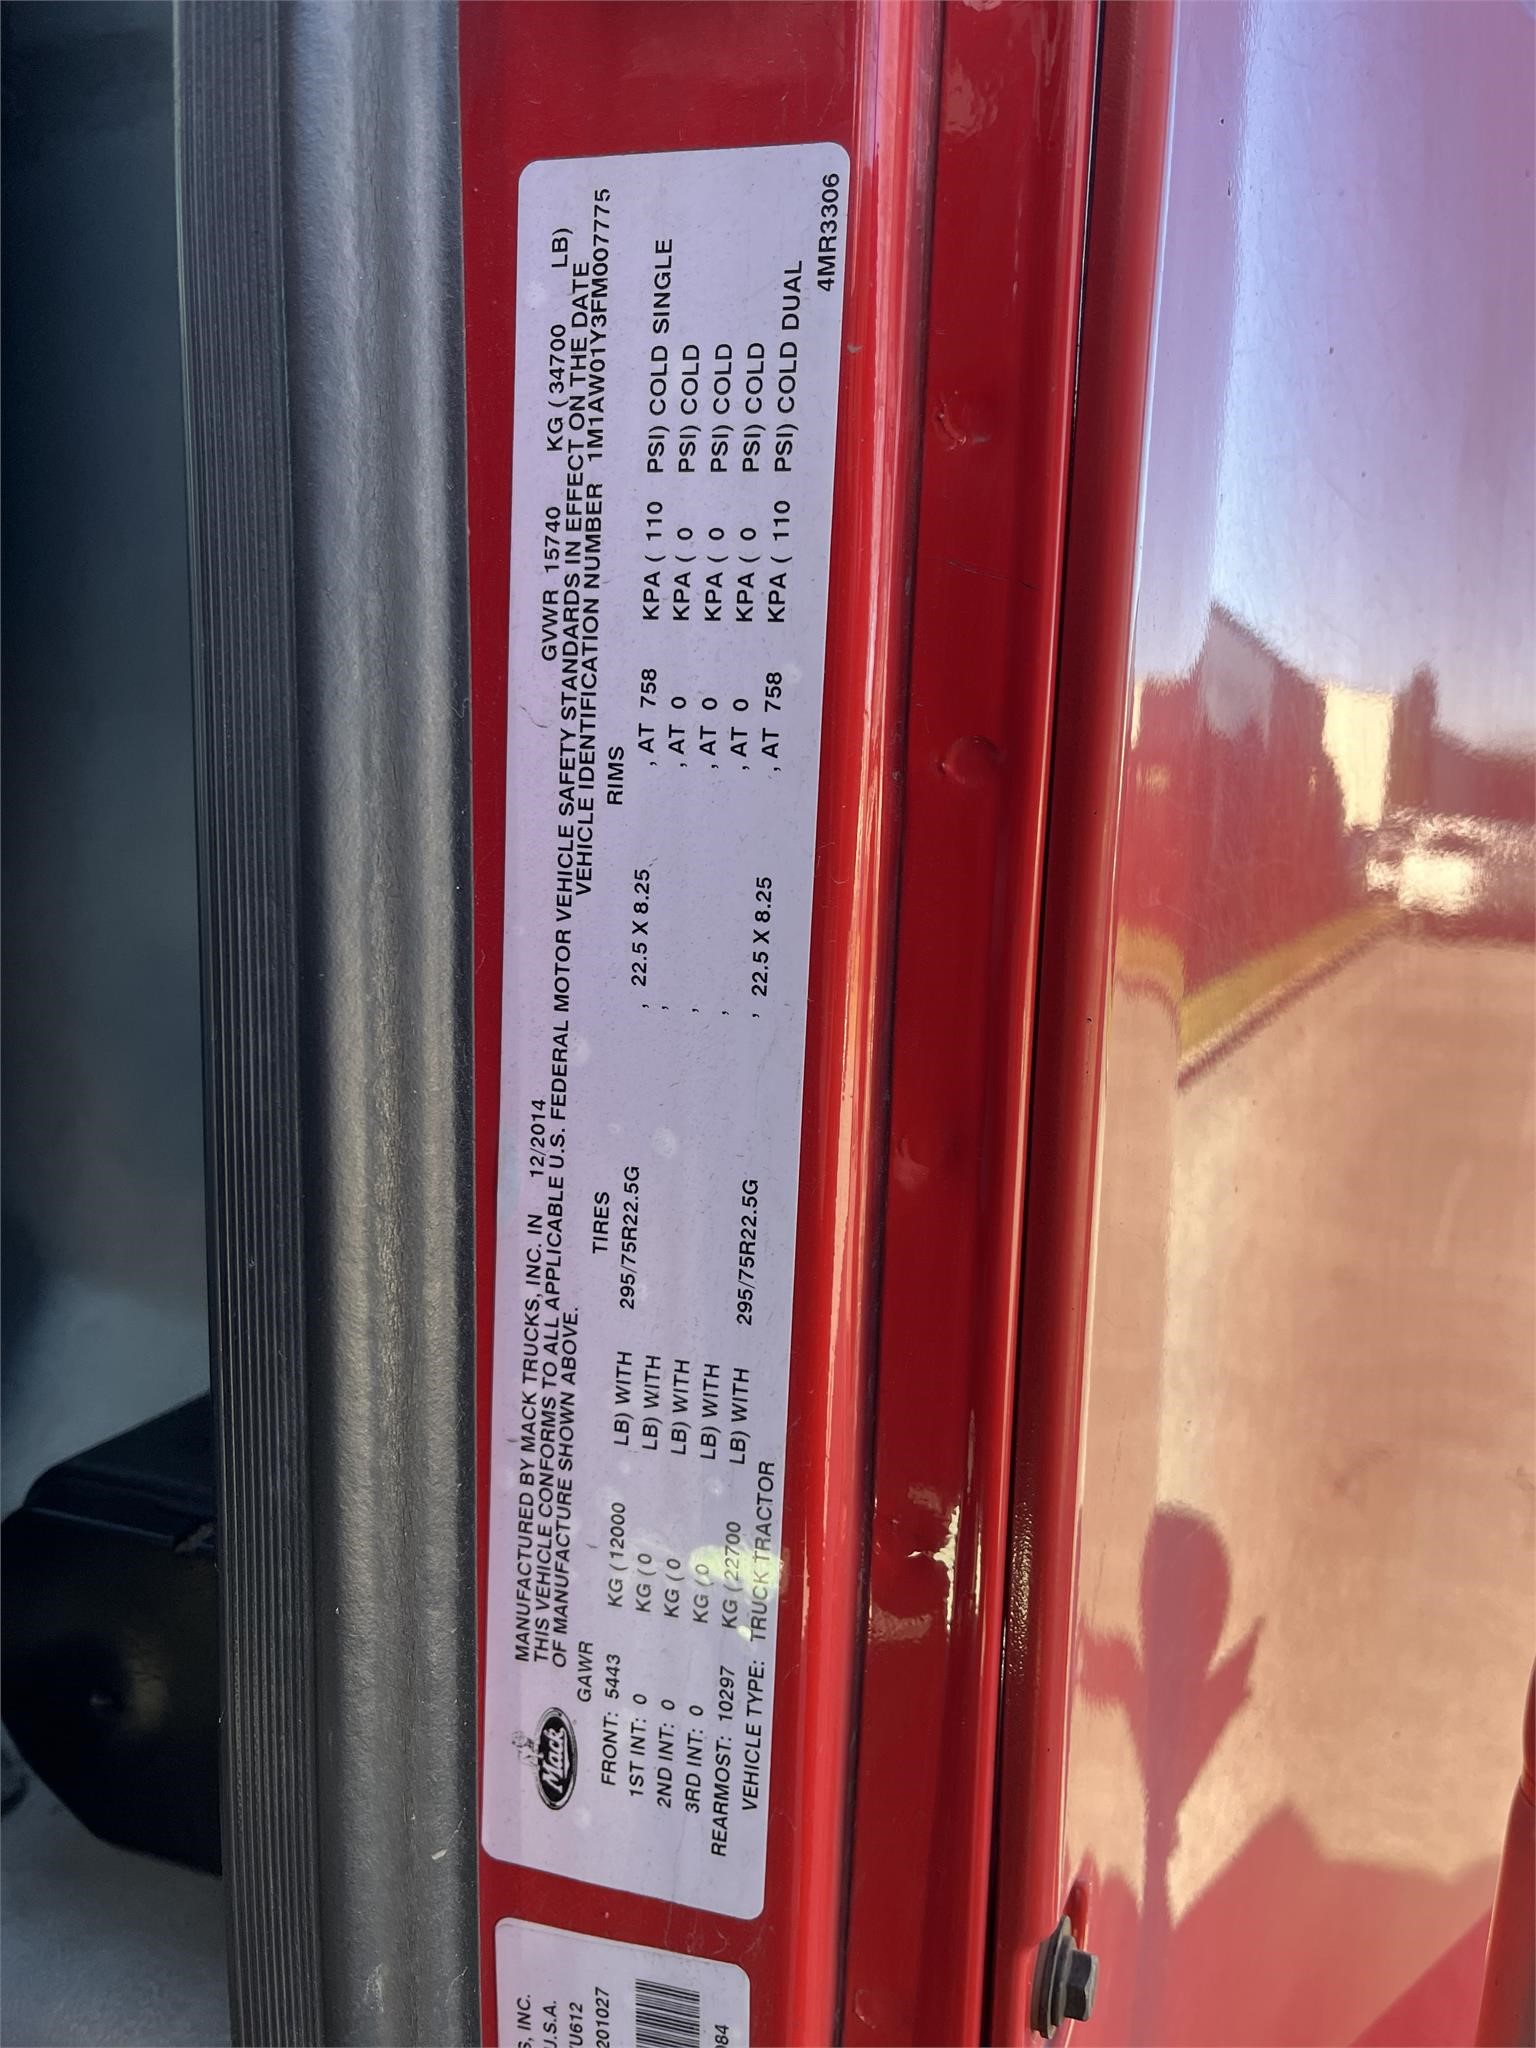 Mack
MANUFACTURED BY MACK TRUCKS, INC. IN 12/2014 GVWR 15740 KG ( 34700 LB)
THIS VEHICLE CONFORMS TO ALL APPLICABLE U.S. FEDERAL MOTOR VEHICLE SAFETY STANDARDS IN EFFECT ON THE DATE
OF MANUFACTURE SHOWN ABOVE. VEHICLE IDENTIFICATION NUMBER 1M1AW01Y3FM007775
GAWR TIRES RIMS
FRONT: 5443 KG ( 12000 LB) WITH 295/75R22.5G , 22.5 X 8.25 , AT 758 KPA ( 110 PSI) COLD SINGLE
1ST INT: 0 KG ( 0 LB) WITH , , AT 0 KPA ( 0 PSI) COLD
2ND INT: 0 KG ( 0 LB) WITH , , AT 0 KPA ( 0 PSI) COLD
3RD INT: 0 KG ( 0 LB) WITH , , AT 0 KPA ( 0 PSI) COLD
REARMOST: 10297 KG ( 22700 LB) WITH 295/75R22.5G , 22.5 X 8.25 , AT 758 KPA ( 110 PSI) COLD DUAL
VEHICLE TYPE: TRUCK TRACTOR 4MR3306
INC.
U.S.A.
U612
201027
084